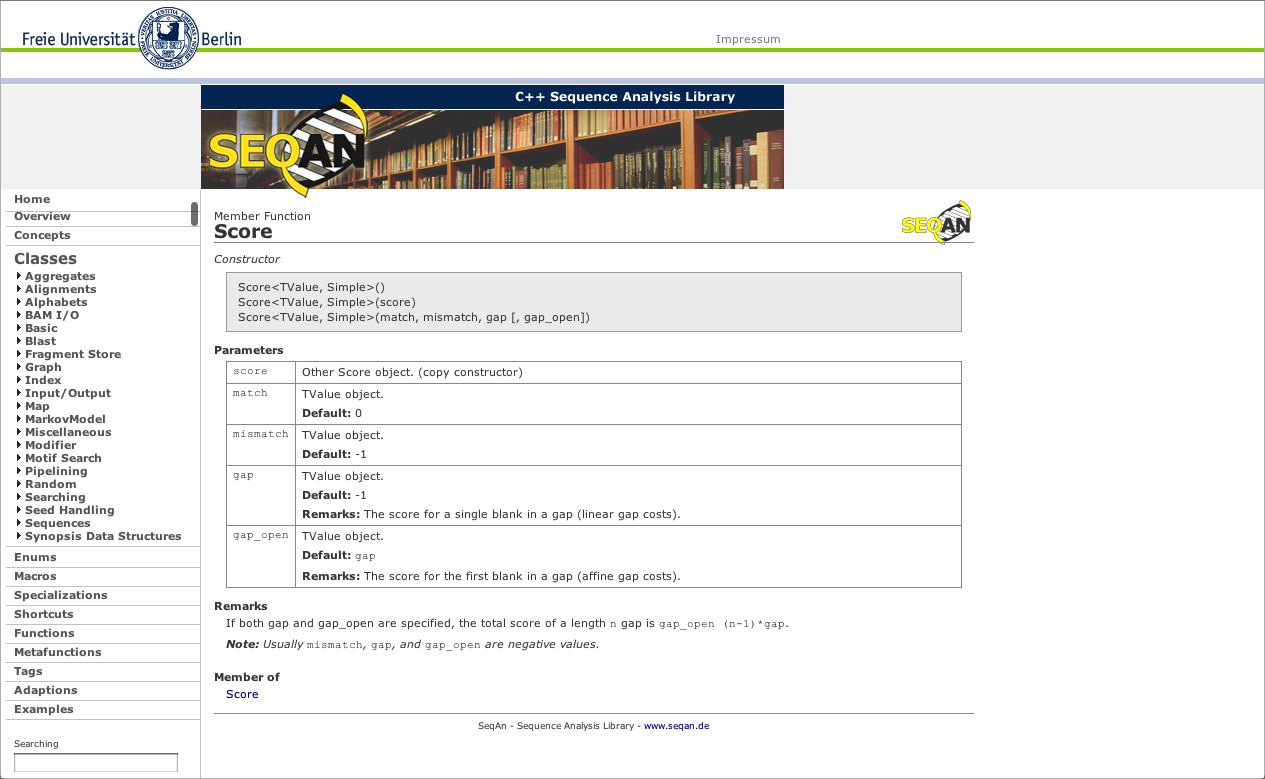 Freie Universität Berlin
Impressum
C++ Sequence Analysis Library
SEQAN
Home
Overview
Concepts
Classes
Aggregates
Alignments
Alphabets
BAM I/O
Basic
Blast
Fragment Store
Graph
Index
Input/Output
Map
MarkovModel
Miscellaneous
Modifier
Motif Search
Pipelining
Random
Searching
Seed Handling
Sequences
Synopsis Data Structures
Enums
Macros
Specializations
Shortcuts
Functions
Metafunctions
Tags
Adaptions
Examples
Searching
Member Function
Score
SEQAN
Constructor
Score<TValue, Simple>()
Score<TValue, Simple>(score)
Score<TValue, Simple>(match, mismatch, gap [, gap_open])
Parameters
score Other Score object. (copy constructor)
match TValue object.
Default: 0
mismatch TValue object.
Default: -1
gap TValue object.
Default: -1
Remarks: The score for a single blank in a gap (linear gap costs).
gap_open TValue object.
Default: gap
Remarks: The score for the first blank in a gap (affine gap costs).
Remarks
If both gap and gap_open are specified, the total score of a length n gap is gap_open (n-1)*gap.
Note: Usually mismatch, gap, and gap_open are negative values.
Member of
Score
SeqAn - Sequence Analysis Library - www.seqan.de